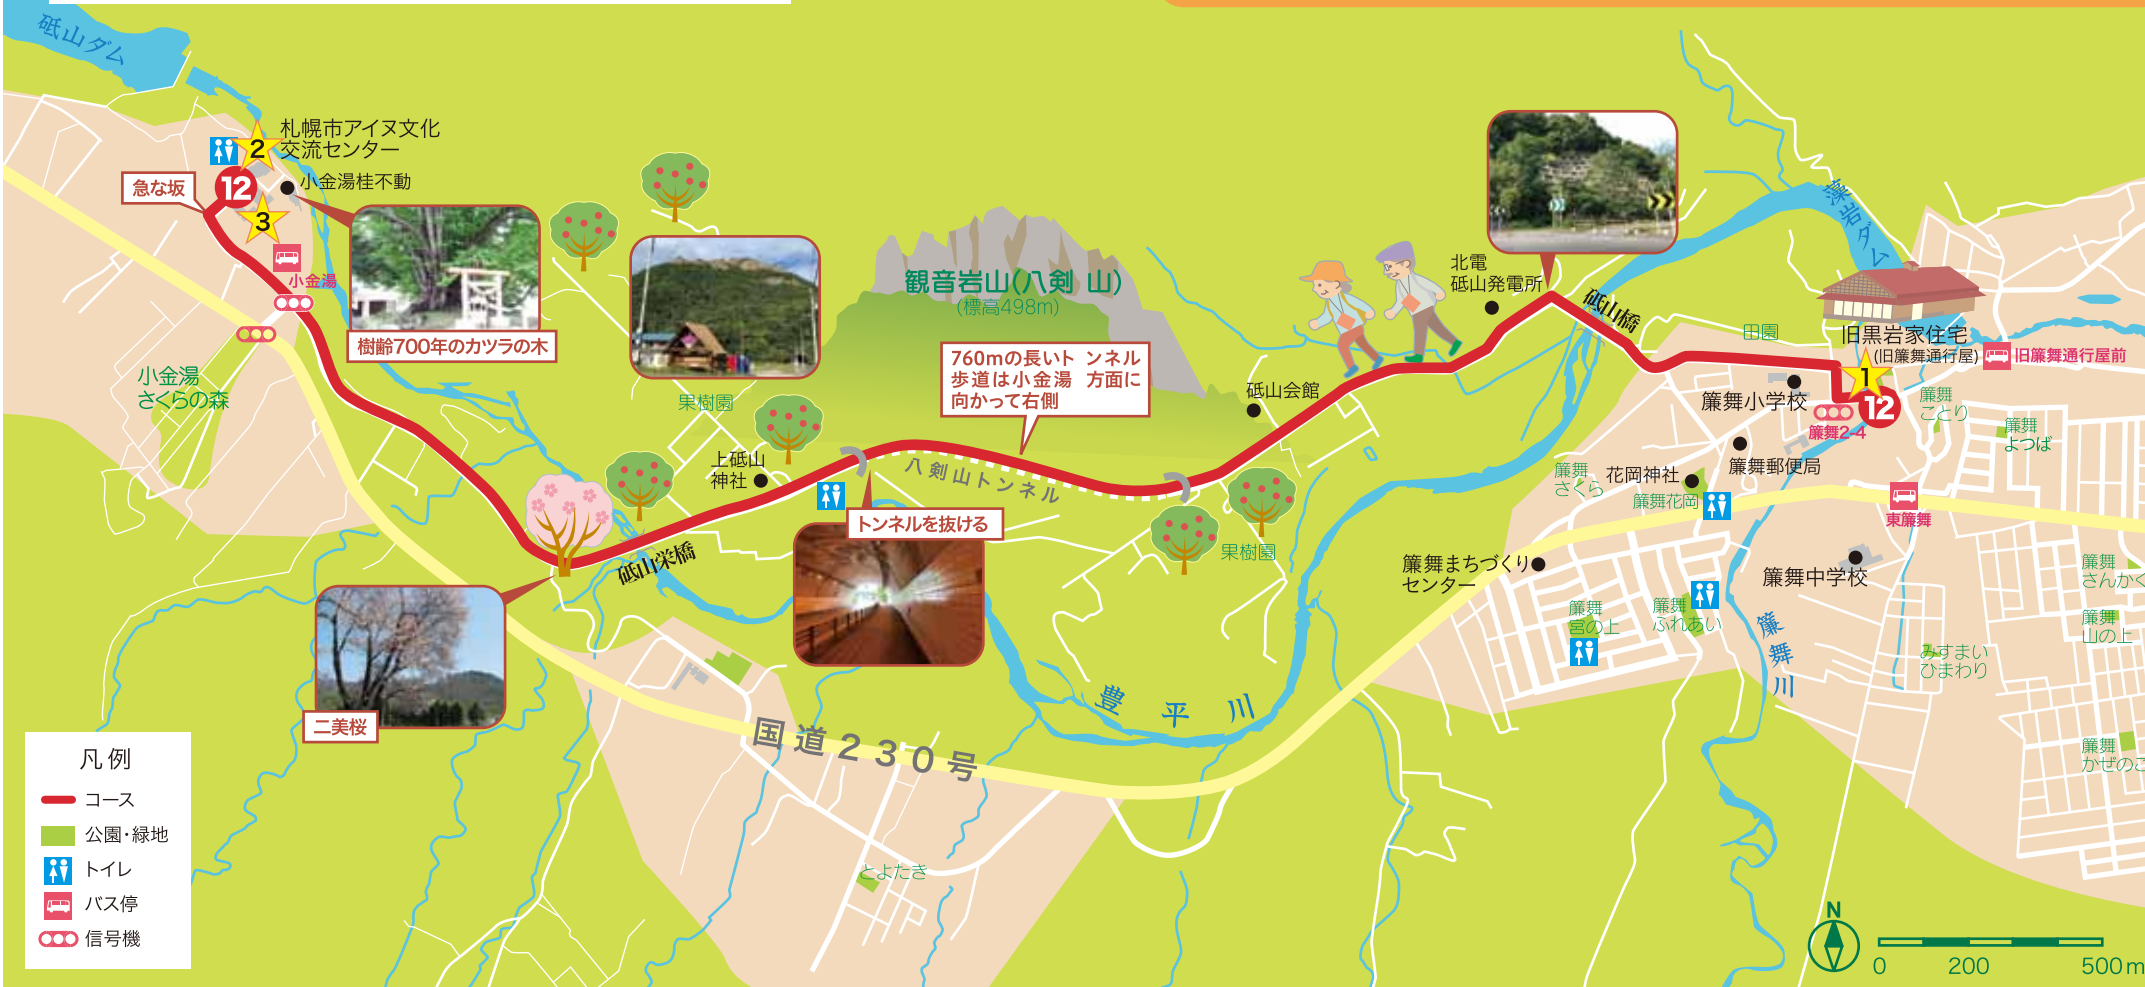 砥山ダム
2
札幌市アイヌ文化
交流センター
12
小金湯桂不動
急な坂
3
小金湯
樹齢700年のカツラの木
小金湯
さくらの森
観音岩山(八剣 山)
(標高498m)
760mの長いト ンネル
歩道は小金湯 方面に
向かって右側
果樹園
上砥山
神社
八剣山トンネル
トンネルを抜ける
砥山栄橋
二美桜
砥山会館
果樹園
北電
砥山発電所
砥山橋
藻岩ダム
田園
旧黒岩家住宅
(旧簾舞通行屋)
旧簾舞通行屋前
1
12
簾舞小学校
簾舞2-4
簾舞
ことり
簾舞
よつば
簾舞郵便局
花岡神社
簾舞
さくら
簾舞花岡
東簾舞
簾舞まちづくり
センター
簾舞中学校
簾舞
宮の上
簾舞
ふれあい
簾舞川
簾舞
さんかく
簾舞
山の上
みすまい
ひまわり
簾舞
かぜのこ
豊平川
国道230号
とよたき
凡例
コース
公園・緑地
トイレ
バス停
信号機
N
0 200 500m